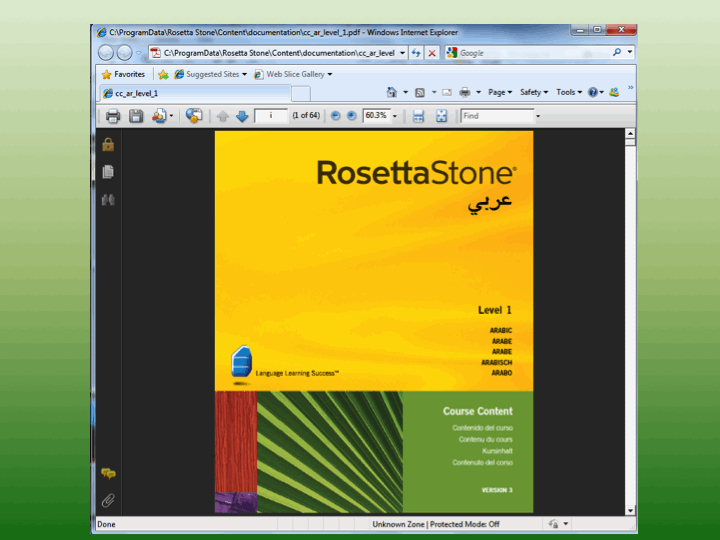 C:\ProgramData\Rosetta Stone\Content\documentation\cc_ar_level_1.pdf - Windows Internet Explorer
C:\ProgramData\Rosetta Stone\Content\documentation\cc_ar_level
Google
Favorites Suggested Sites Web Slice Gallery
cc_ar_level_1
Page Safety Tools
i (1 of 64) 60.3% Find
RosettaStone®
عربي
Level 1
ARABIC
ARABE
ARABE
ARABISCH
ARABO
Language Learning Success™
Course Content
Contenido del curso
Contenu du cours
Kursinhalt
Contenuto del corso
VERSION 3
Done Unknown Zone | Protected Mode: Off